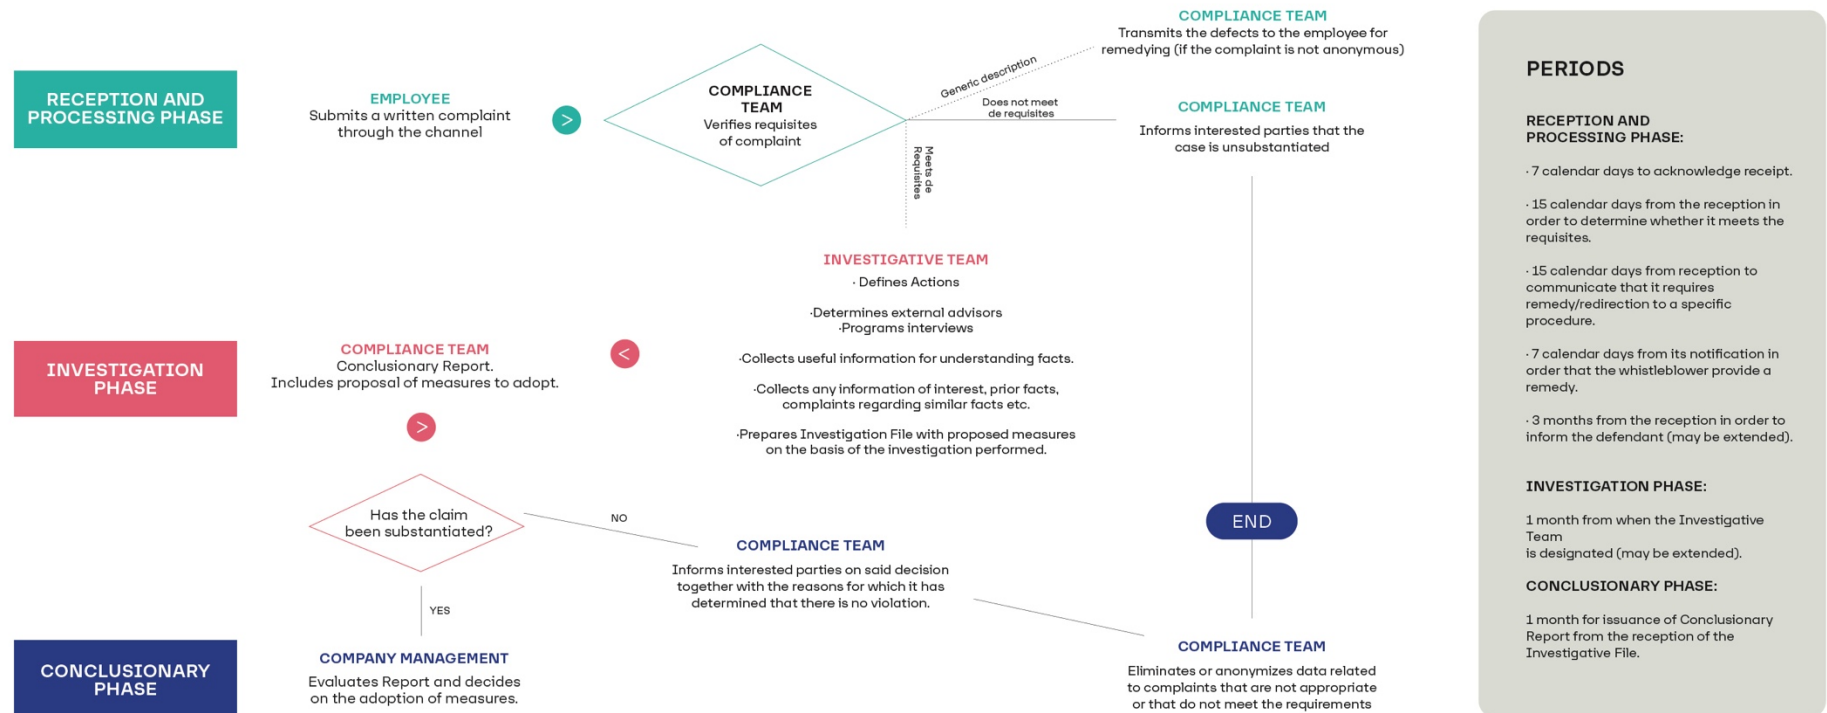 RECEPTION AND
PROCESSING PHASE
EMPLOYEE
Submits a written complaint
through the channel
>
COMPLIANCE
TEAM
Verifies requisites
of complaint
Generic description
Does not meet
de requisites
Meets de
Requisites
COMPLIANCE TEAM
Transmits the defects to the employee for
remedying (if the complaint is not anonymous)
COMPLIANCE TEAM
Informs interested parties that the
case is unsubstantiated
INVESTIGATION
PHASE
INVESTIGATIVE TEAM
· Defines Actions
·Determines external advisors
·Programs interviews
·Collects useful information for understanding facts.
·Collects any information of interest, prior facts,
complaints regarding similar facts etc.
·Prepares Investigation File with proposed measures
on the basis of the investigation performed.
<
COMPLIANCE TEAM
Conclusionary Report.
Includes proposal of measures to adopt.
>
Has the claim
been substantiated?
NO
YES
COMPLIANCE TEAM
Informs interested parties on said decision
together with the reasons for which it has
determined that there is no violation.
END
CONCLUSIONARY
PHASE
COMPANY MANAGEMENT
Evaluates Report and decides
on the adoption of measures.
COMPLIANCE TEAM
Eliminates or anonymizes data related
to complaints that are not appropriate
or that do not meet the requirements
PERIODS
RECEPTION AND
PROCESSING PHASE:
· 7 calendar days to acknowledge receipt.
· 15 calendar days from the reception in
order to determine whether it meets the
requisites.
· 15 calendar days from reception to
communicate that it requires
remedy/redirection to a specific
procedure.
· 7 calendar days from its notification in
order that the whistleblower provide a
remedy.
· 3 months from the reception in order to
inform the defendant (may be extended).
INVESTIGATION PHASE:
1 month from when the Investigative
Team
is designated (may be extended).
CONCLUSIONARY PHASE:
1 month for issuance of Conclusionary
Report from the reception of the
Investigative File.